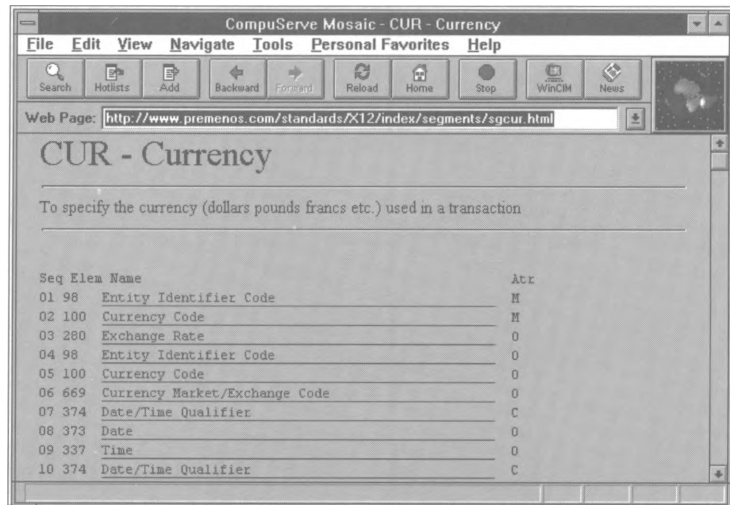 CompuServe Mosaic - CUR - Currency
File Edit View Navigate Tools Personal Favorites Help
Search Hotlists Add Backward Forward Reload Home Stop WinCIM News
Web Page: http://www.premenos.com/standards/X12/index/segments/sgcur.html
CUR - Currency
To specify the currency (dollars pounds francs etc.) used in a transaction
Seq Elem Name Atr
01 98 Entity Identifier Code M
02 100 Currency Code M
03 280 Exchange Rate O
04 98 Entity Identifier Code O
05 100 Currency Code O
06 669 Currency Market/Exchange Code O
07 374 Date/Time Qualifier C
08 373 Date O
09 337 Time O
10 374 Date/Time Qualifier C